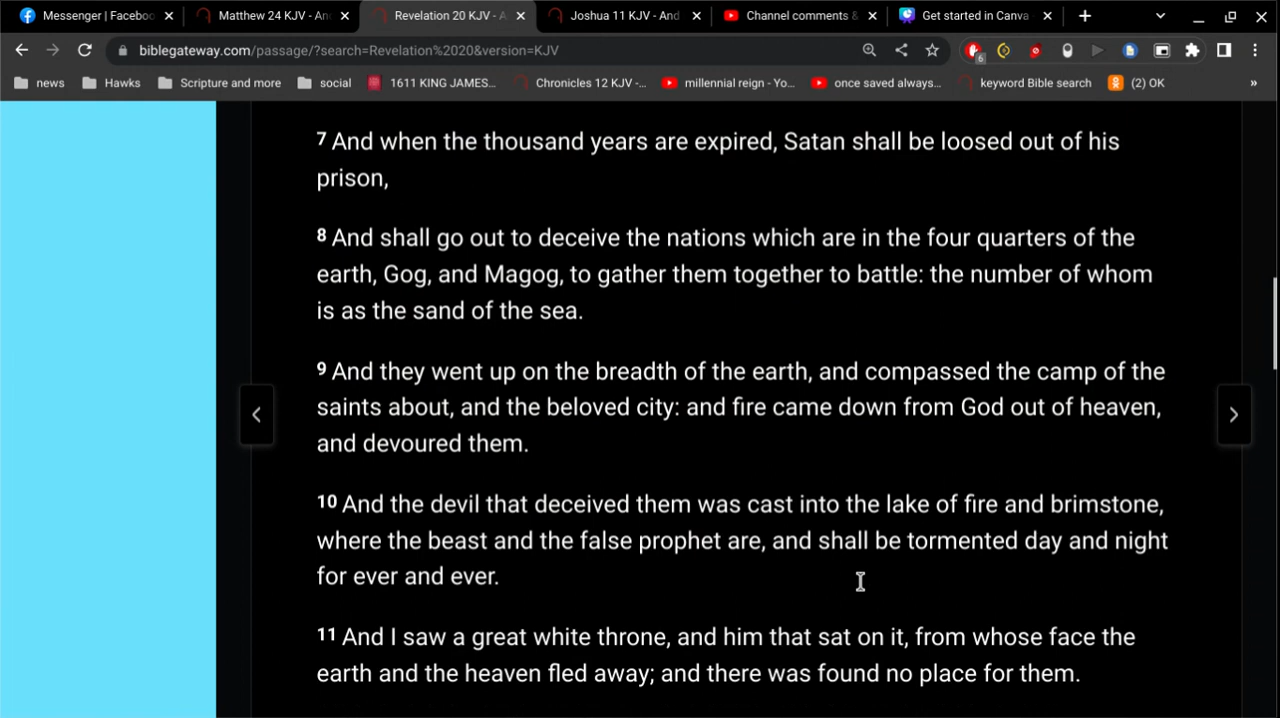 Messenger | Faceboo
Matthew 24 KJV - An
Revelation 20 KJV - A
Joshua 11 KJV - And
Channel comments &
Get started in Canva
biblegateway.com/passage/?search=Revelation%2020&version=KJV
6
news
Hawks
Scripture and more
social
1611 KING JAMES...
Chronicles 12 KJV -...
millennial reign - Yo...
once saved always...
keyword Bible search
(2) OK
»
7 And when the thousand years are expired, Satan shall be loosed out of his
prison,
8 And shall go out to deceive the nations which are in the four quarters of the
earth, Gog, and Magog, to gather them together to battle: the number of whom
is as the sand of the sea.
9 And they went up on the breadth of the earth, and compassed the camp of the
saints about, and the beloved city: and fire came down from God out of heaven,
and devoured them.
10 And the devil that deceived them was cast into the lake of fire and brimstone,
where the beast and the false prophet are, and shall be tormented day and night
for ever and ever.
11 And I saw a great white throne, and him that sat on it, from whose face the
earth and the heaven fled away; and there was found no place for them.